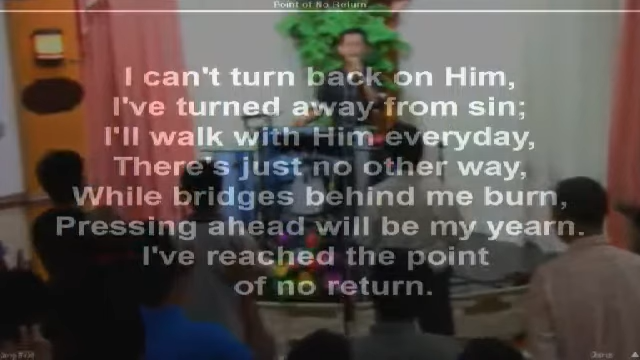 Point of No Return
I can't turn back on Him,
I've turned away from sin;
I'll walk with Him everyday,
There's just no other way,
While bridges behind me burn,
Pressing ahead will be my yearn.
I've reached the point
of no return.
Chorus